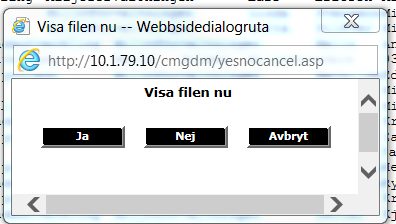 Visa filen nu -- Webbsidedialogruta
http://10.1.79.10/cmgdm/yesnocancel.asp
Visa filen nu
Ja
Nej
Avbryt